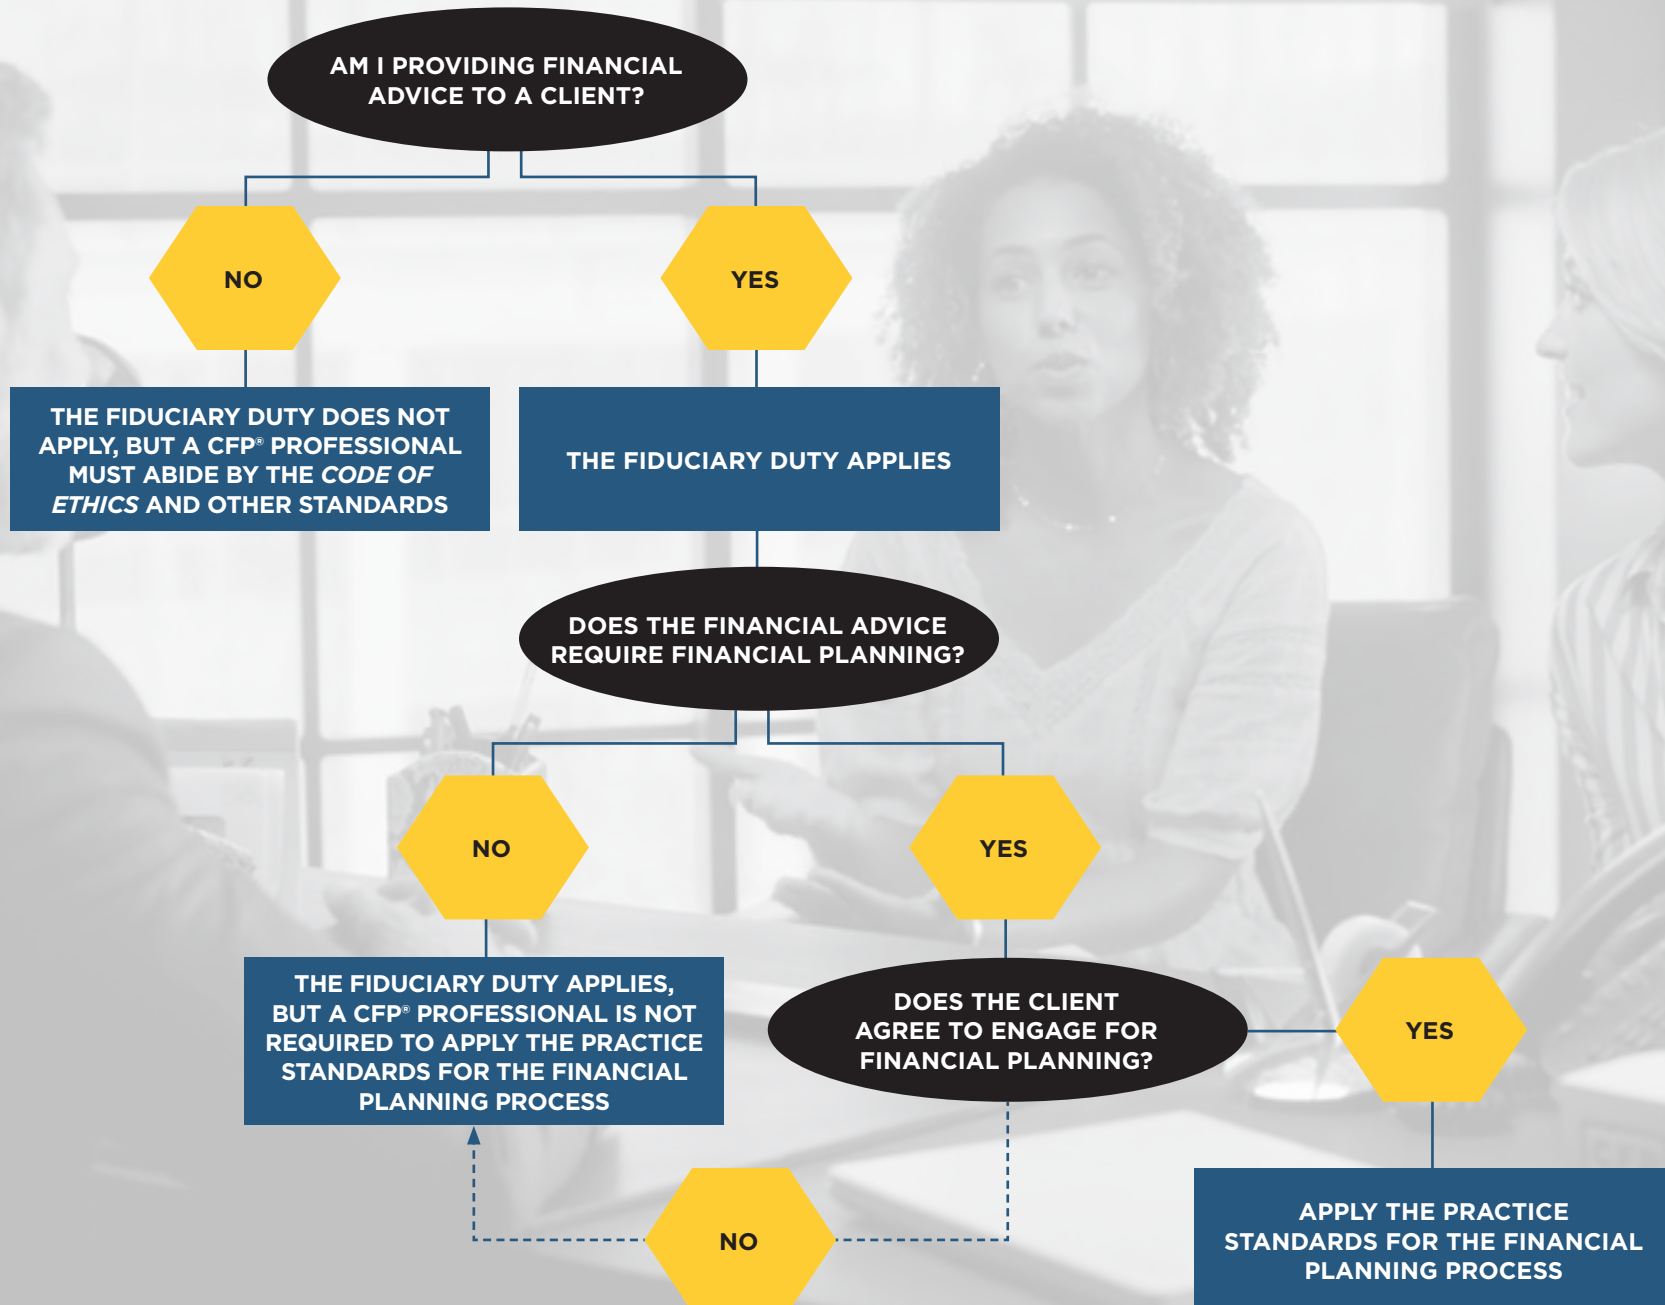 AM I PROVIDING FINANCIAL
ADVICE TO A CLIENT?
NO
YES
THE FIDUCIARY DUTY DOES NOT
APPLY, BUT A CFP® PROFESSIONAL
MUST ABIDE BY THE CODE OF
ETHICS AND OTHER STANDARDS
THE FIDUCIARY DUTY APPLIES
DOES THE FINANCIAL ADVICE
REQUIRE FINANCIAL PLANNING?
NO
YES
THE FIDUCIARY DUTY APPLIES,
BUT A CFP® PROFESSIONAL IS NOT
REQUIRED TO APPLY THE PRACTICE
STANDARDS FOR THE FINANCIAL
PLANNING PROCESS
DOES THE CLIENT
AGREE TO ENGAGE FOR
FINANCIAL PLANNING?
YES
NO
APPLY THE PRACTICE
STANDARDS FOR THE FINANCIAL
PLANNING PROCESS